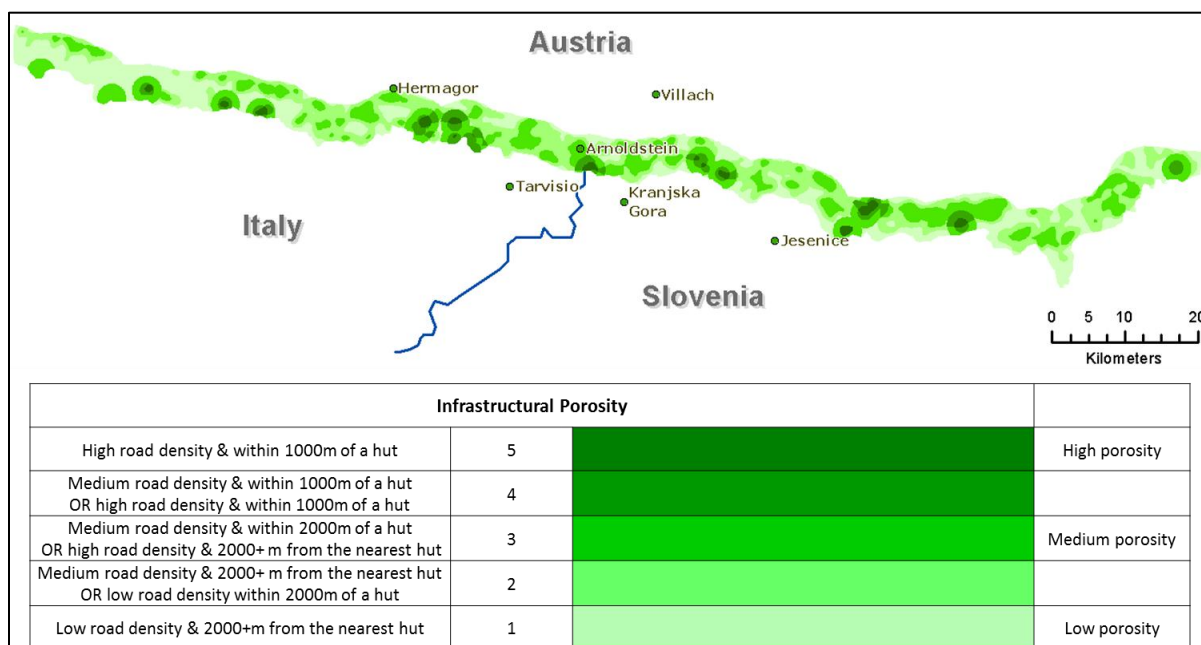 Austria
Hermagor
Villach
Arnoldstein
Tarvisio
Kranjska
Gora
Italy
Jesenice
Slovenia
0 5 10 20
Kilometers
Infrastructural Porosity
High road density & within 1000m of a hut 5 High porosity
Medium road density & within 1000m of a hut
OR high road density & within 1000m of a hut 4
Medium road density & within 2000m of a hut
OR high road density & 2000+ m from the nearest hut 3 Medium porosity
Medium road density & 2000+ m from the nearest hut
OR low road density within 2000m of a hut 2
Low road density & 2000+m from the nearest hut 1 Low porosity